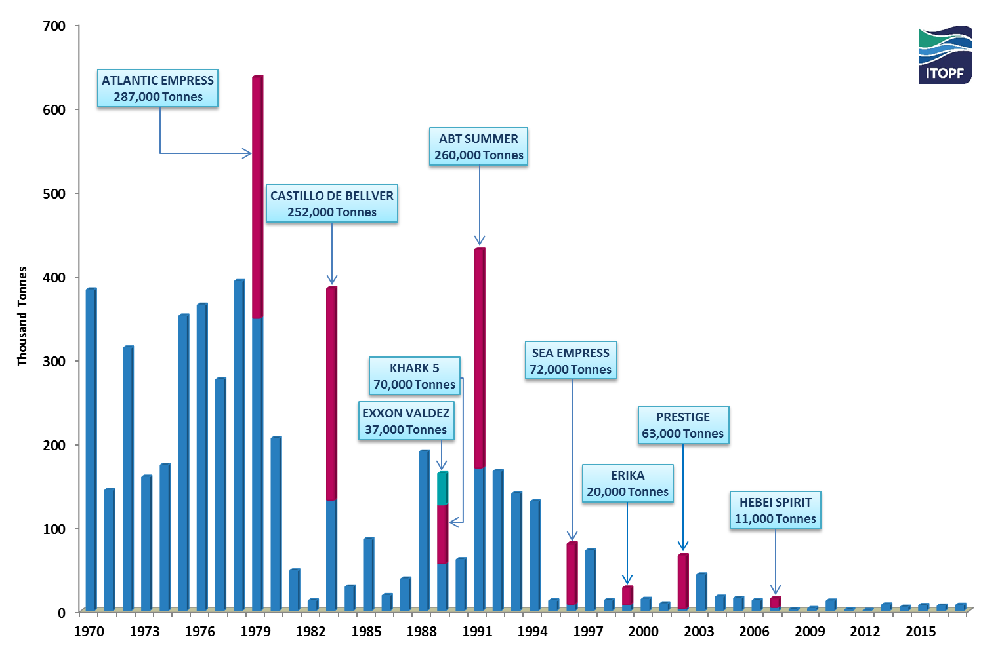 700
600
500
400
300
200
100
0
Thousand Tonnes
ATLANTIC EMPRESS
287,000 Tonnes
CASTILLO DE BELLVER
252,000 Tonnes
KHARK 5
70,000 Tonnes
EXXON VALDEZ
37,000 Tonnes
ABT SUMMER
260,000 Tonnes
SEA EMPRESS
72,000 Tonnes
ERIKA
20,000 Tonnes
PRESTIGE
63,000 Tonnes
HEBEI SPIRIT
11,000 Tonnes
ITOPF
1970 1973 1976 1979 1982 1985 1988 1991 1994 1997 2000 2003 2006 2009 2012 2015